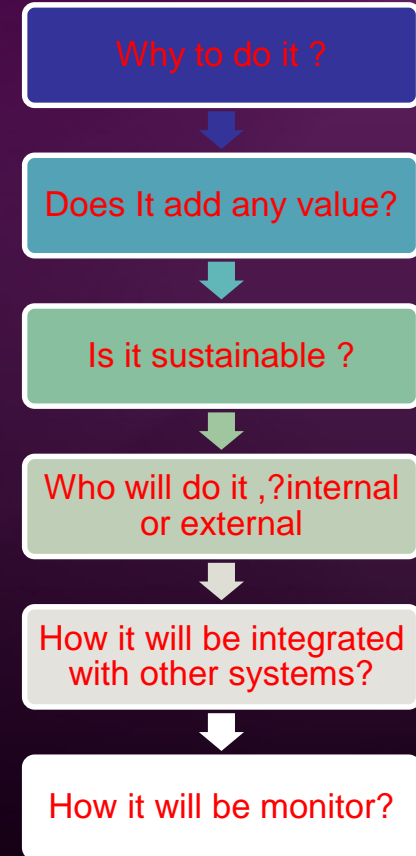 Why to do it ?
Does It add any value?
Is it sustainable ?
Who will do it ,?internal
or external
How it will be integrated
with other systems?
How it will be monitor?